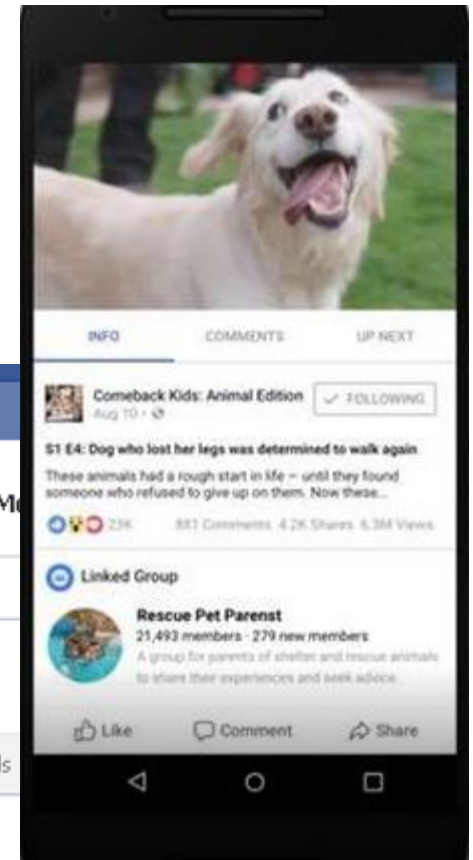 INFO COMMENTS UP NEXT
Comeback Kids: Animal Edition ✓ FOLLOWING
Aug 10 ·
S1 E4: Dog who lost her legs was determined to walk again
These animals had a rough start in life – until they found
someone who refused to give up on them. Now these...
23K 881 Comments 4.2K Shares 6.3M Views
Linked Group
Rescue Pet Parenst
21,493 members · 279 new members
A group for parents of shelter and rescue animals
to share their experiences and seek advice.
Like Comment Share